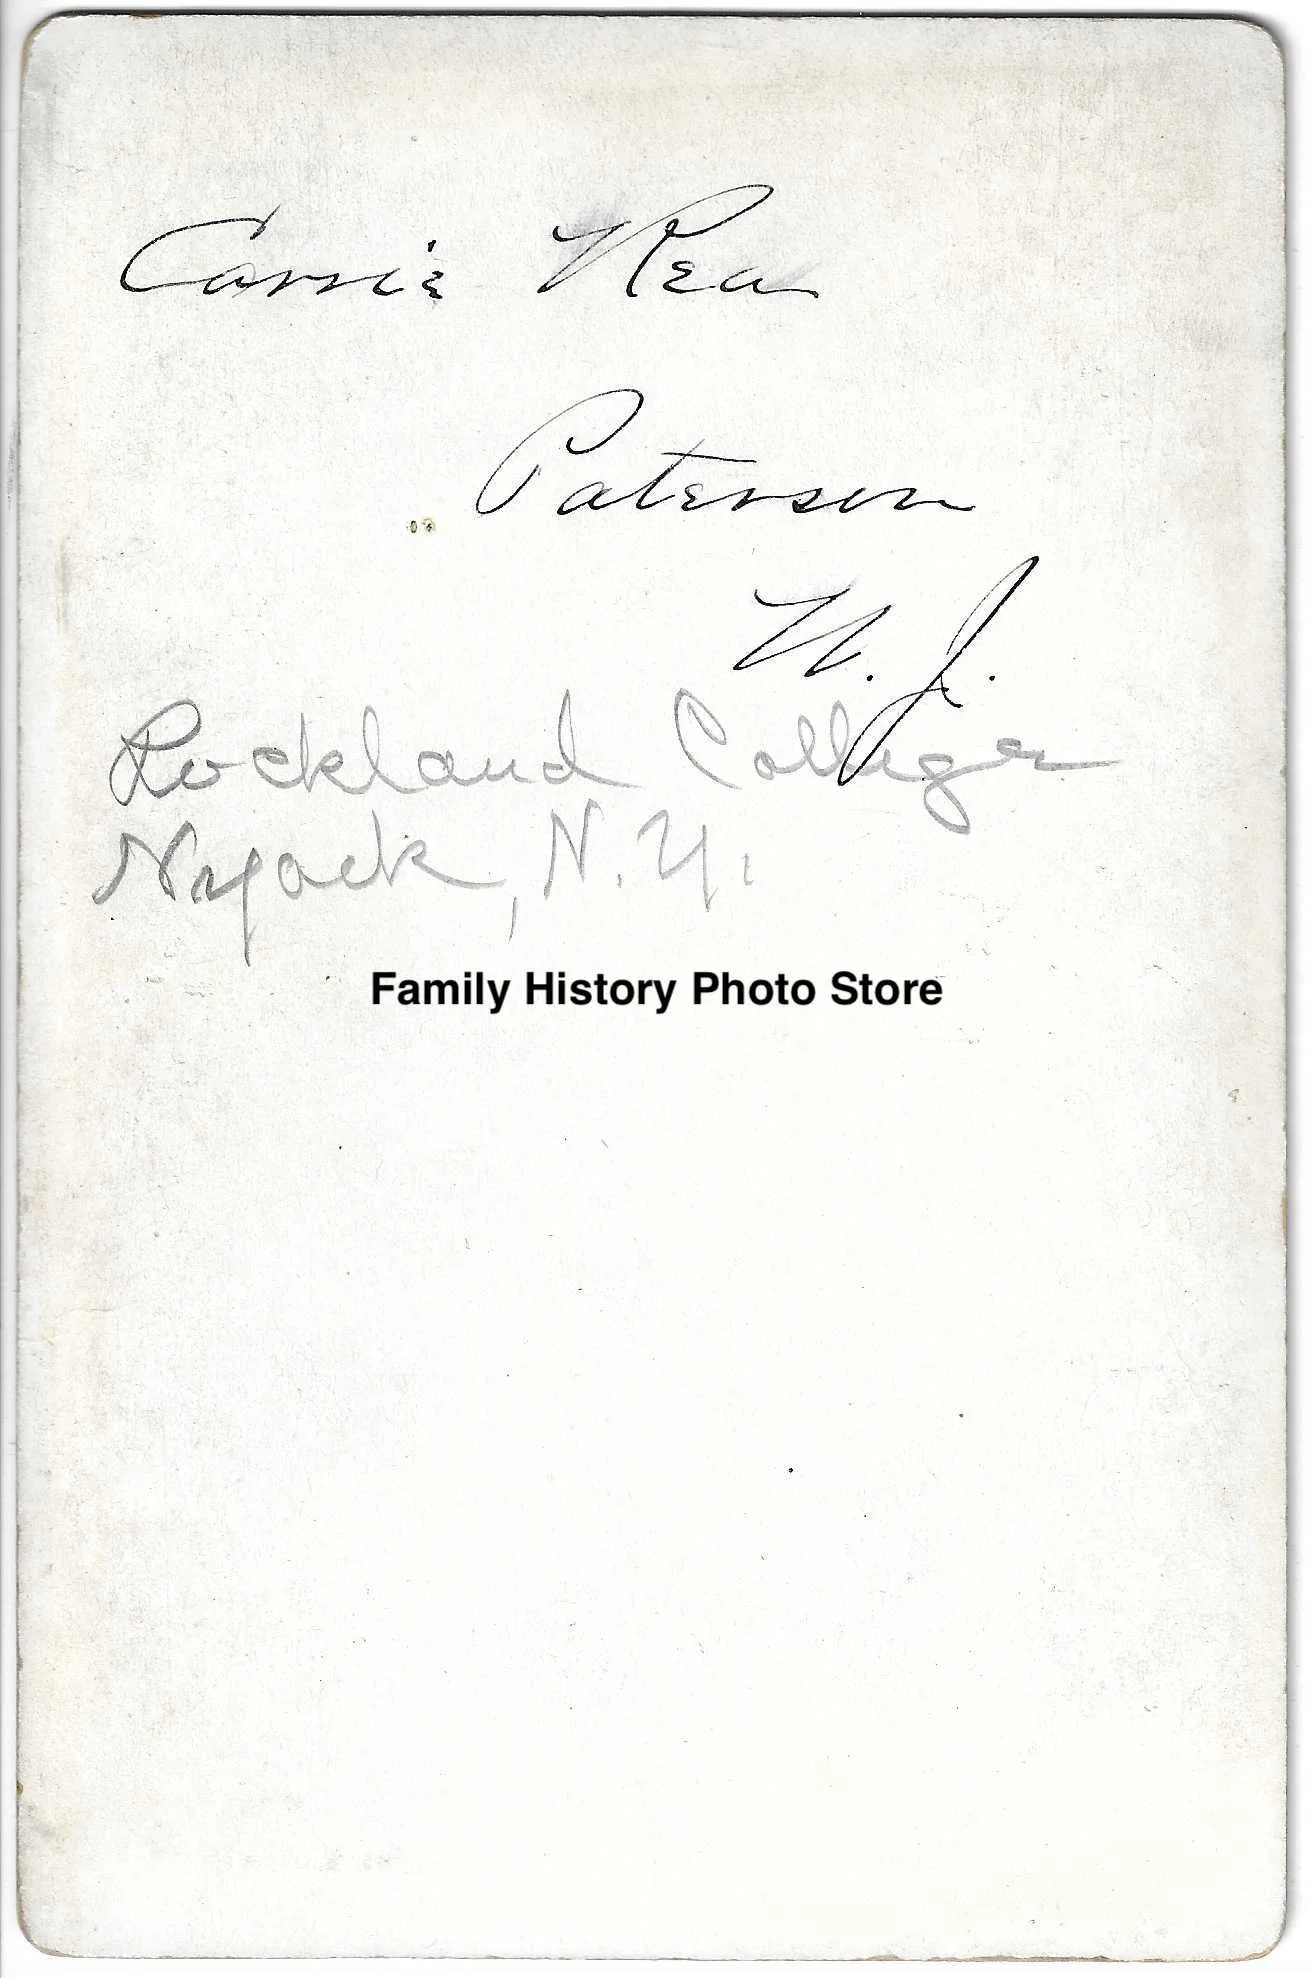 Carrie Rea
Paterson
N. J.
Rockland College
Nyack, N. Y.
Family History Photo Store